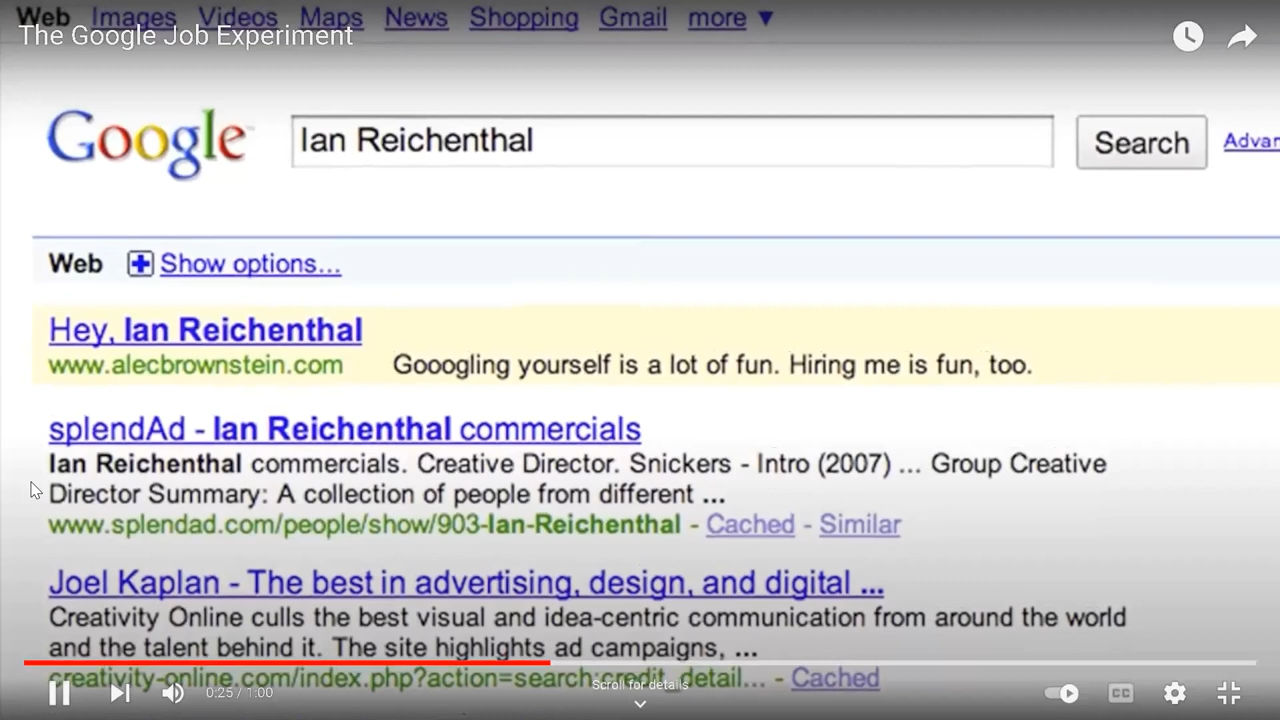 Web Images Videos Maps News Shopping Gmail more ▼
The Google Job Experiment
Google Ian Reichenthal Search Advan
Web Show options...
Hey, Ian Reichenthal
www.alecbrownstein.com Gooogling yourself is a lot of fun. Hiring me is fun, too.
splendAd - Ian Reichenthal commercials
Ian Reichenthal commercials. Creative Director. Snickers - Intro (2007) ... Group Creative
Director Summary: A collection of people from different ...
www.splendad.com/people/show/903-Ian-Reichenthal - Cached - Similar
Joel Kaplan - The best in advertising, design, and digital ...
Creativity Online culls the best visual and idea-centric communication from around the world
and the talent behind it. The site highlights ad campaigns, ...
creativity-online.com/index.php?action=search:credit_detail... - Cached
0:25 / 1:00 Scroll for details CC